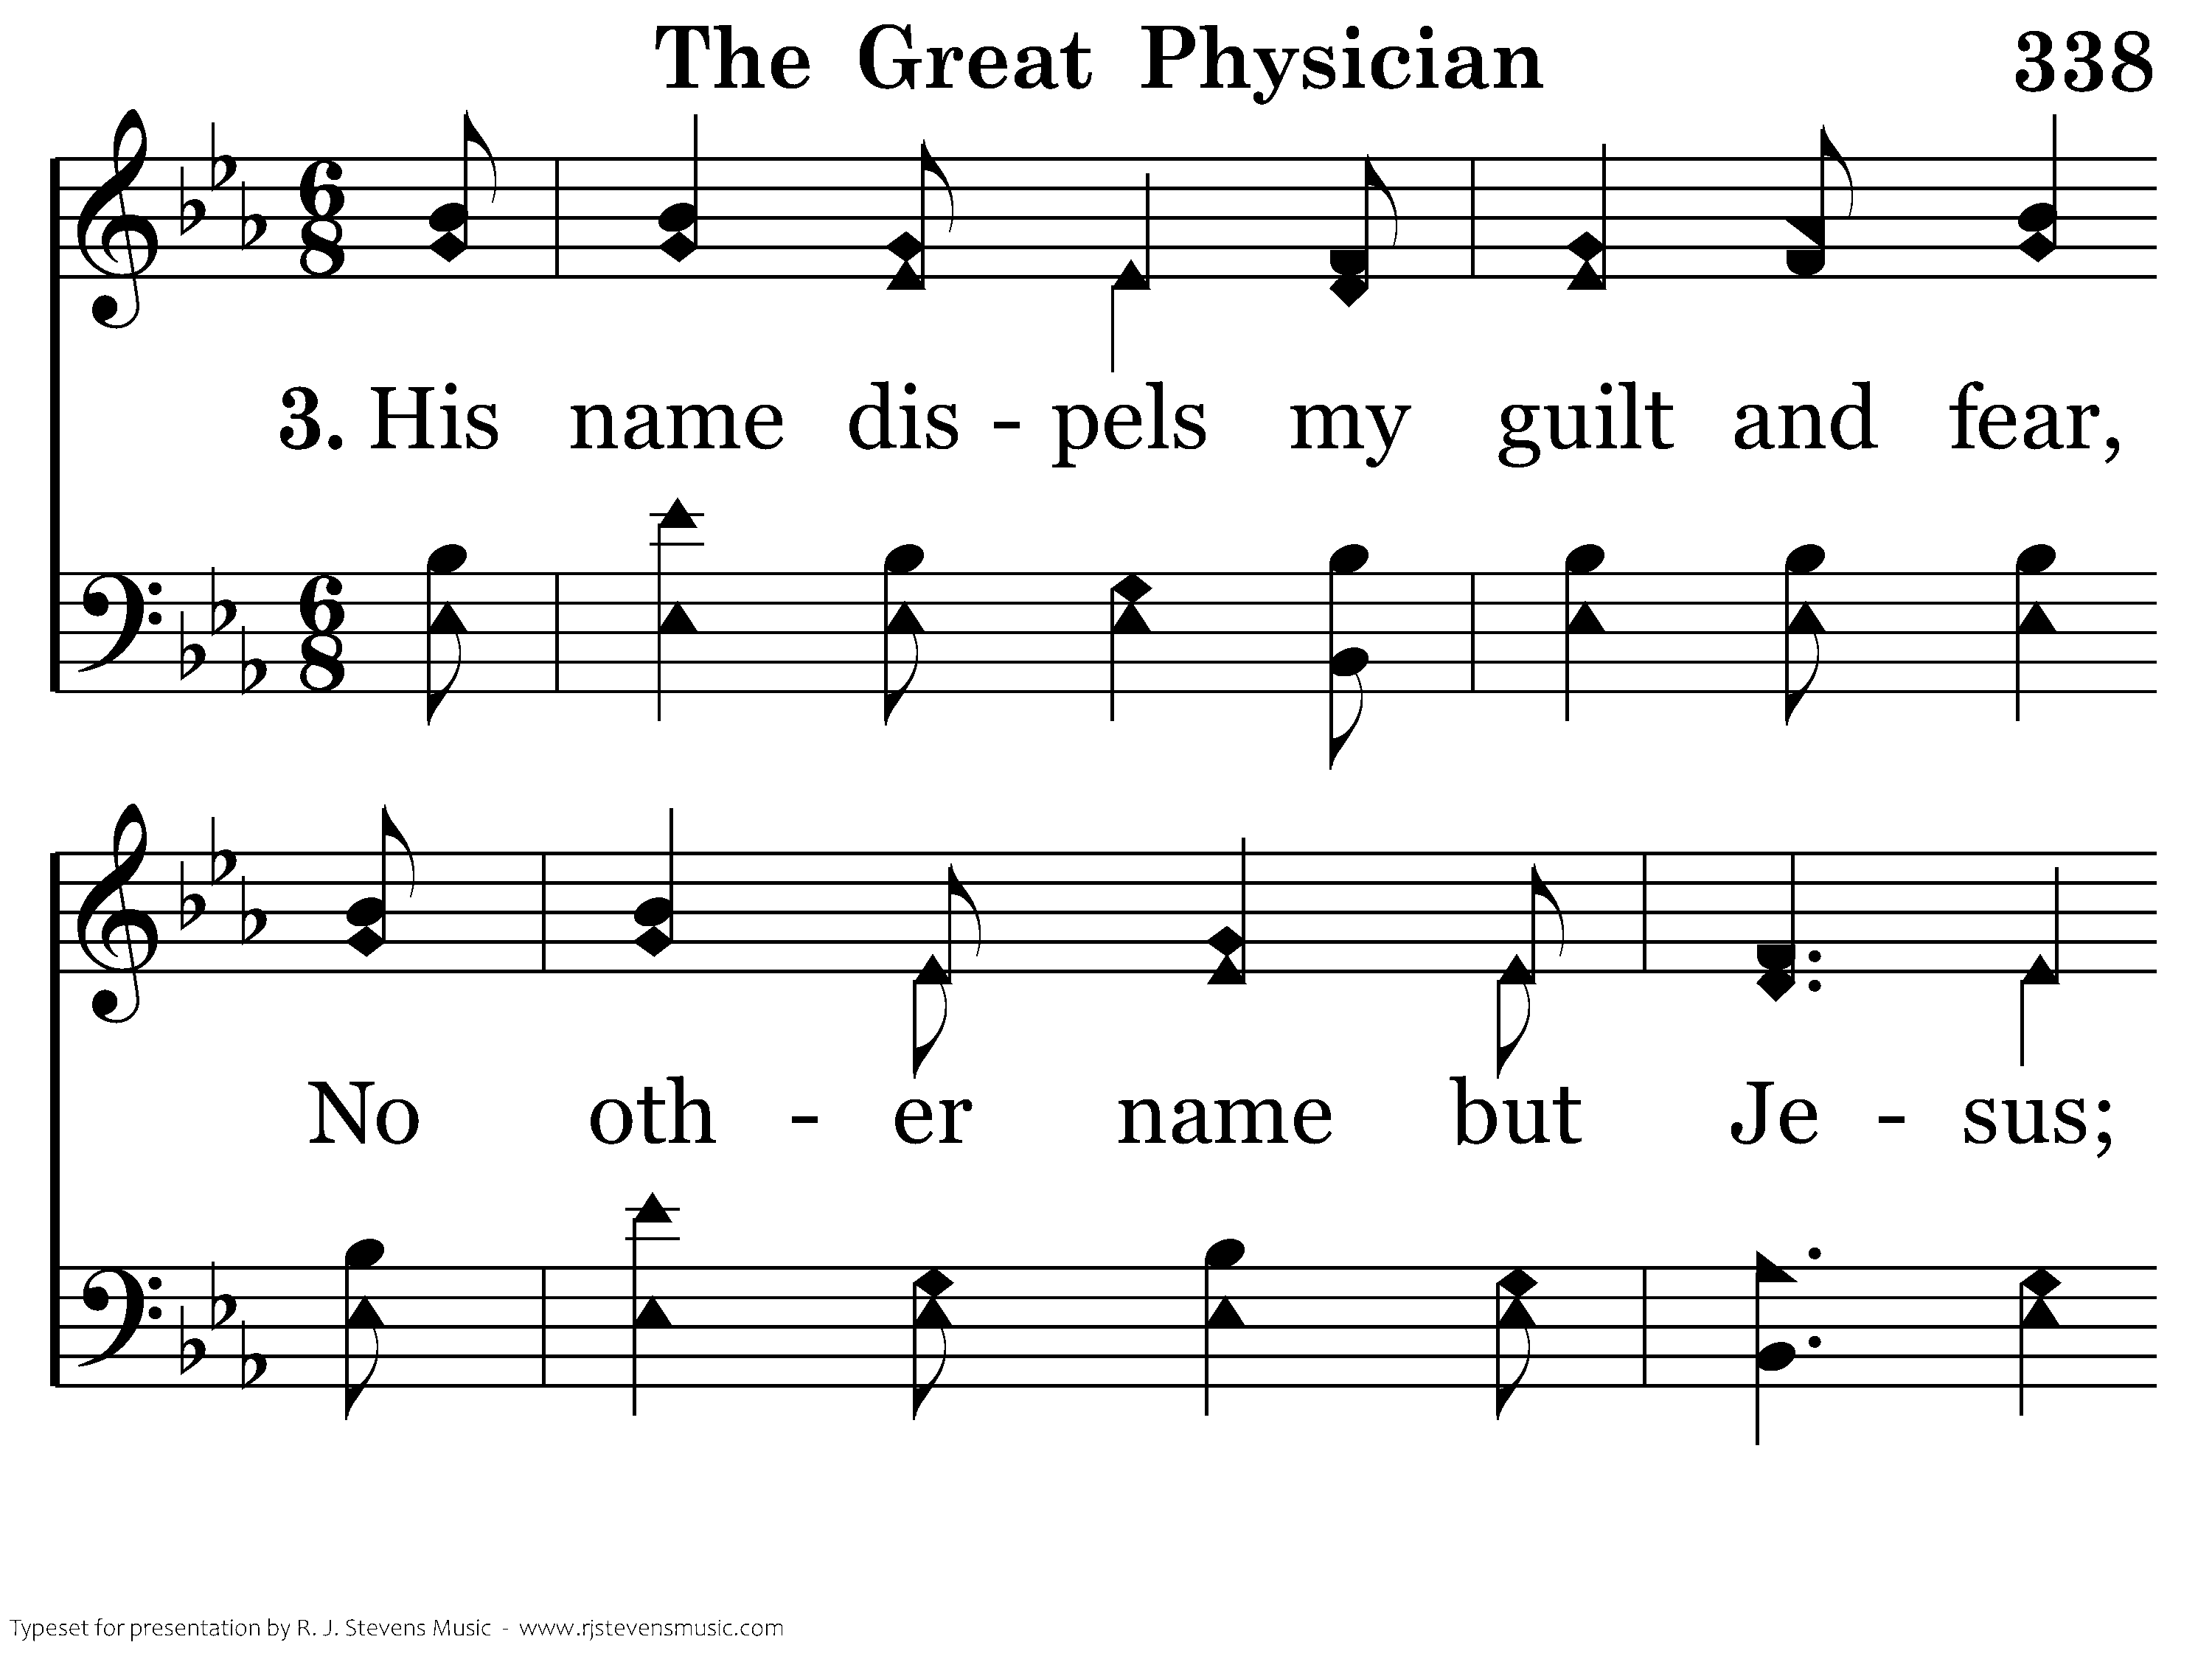 The Great Physician 338
3. His name dis - pels my guilt and fear,
No oth - er name but Je - sus;
Typeset for presentation by R. J. Stevens Music - www.rjstevensmusic.com